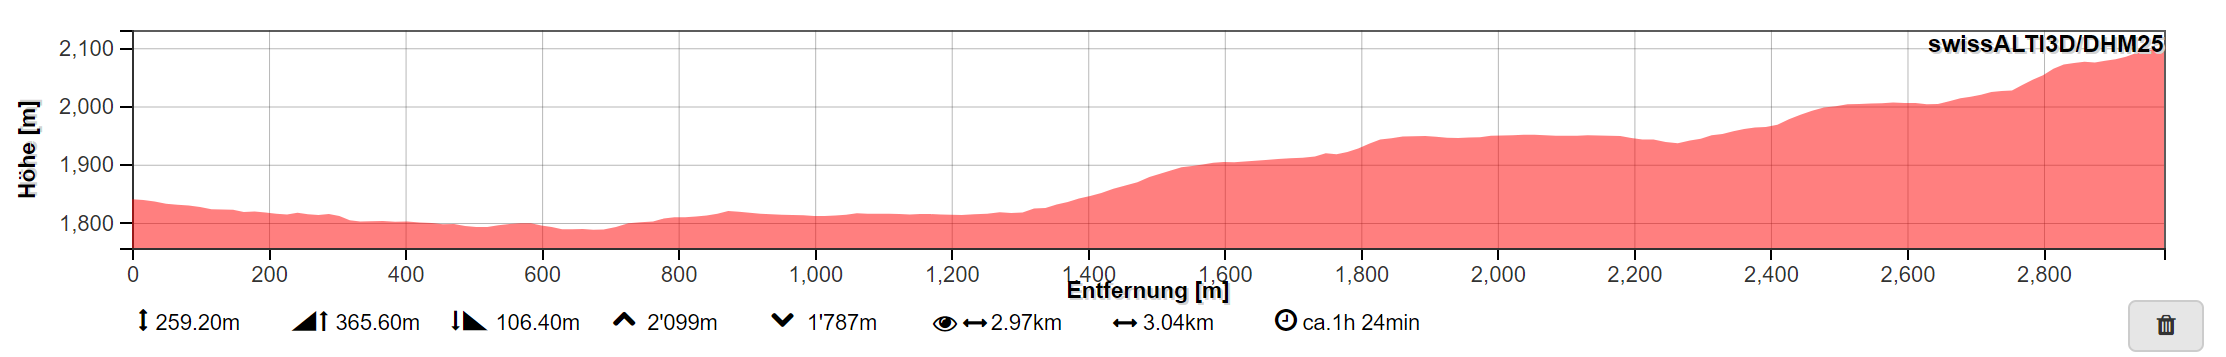 swissALTI3D/DHM25
2,100
2,000
1,900
1,800
Höhe [m]
0 200 400 600 800 1,000 1,200 1,400 1,600 1,800 2,000 2,200 2,400 2,600 2,800
Entfernung [m]
259.20m 365.60m 106.40m 2'099m 1'787m 2.97km 3.04km ca.1h 24min